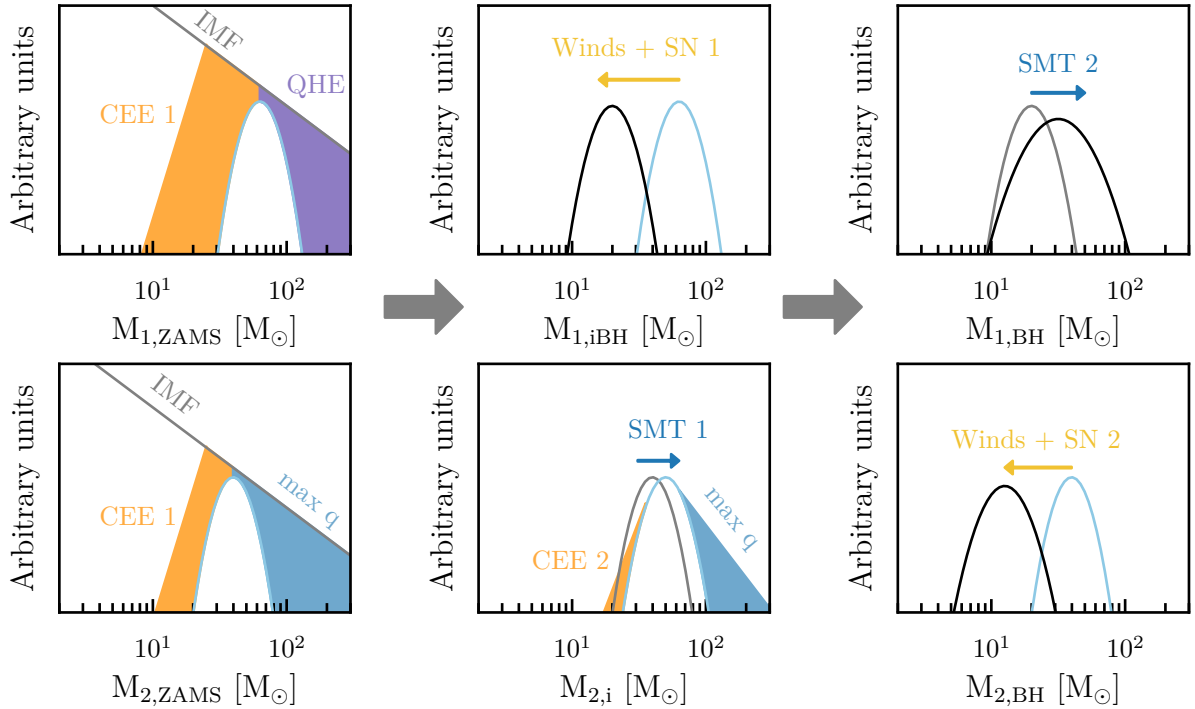 Arbitrary units
IMF
CEE 1
QHE
10¹ 10²
M₁,ZAMS [M⊙]
Arbitrary units
Winds + SN 1
10¹ 10²
M₁,iBH [M⊙]
Arbitrary units
SMT 2
10¹ 10²
M₁,BH [M⊙]
Arbitrary units
IMF
CEE 1
max q
10¹ 10²
M₂,ZAMS [M⊙]
Arbitrary units
SMT 1
CEE 2
max q
10¹ 10²
M₂,i [M⊙]
Arbitrary units
Winds + SN 2
10¹ 10²
M₂,BH [M⊙]